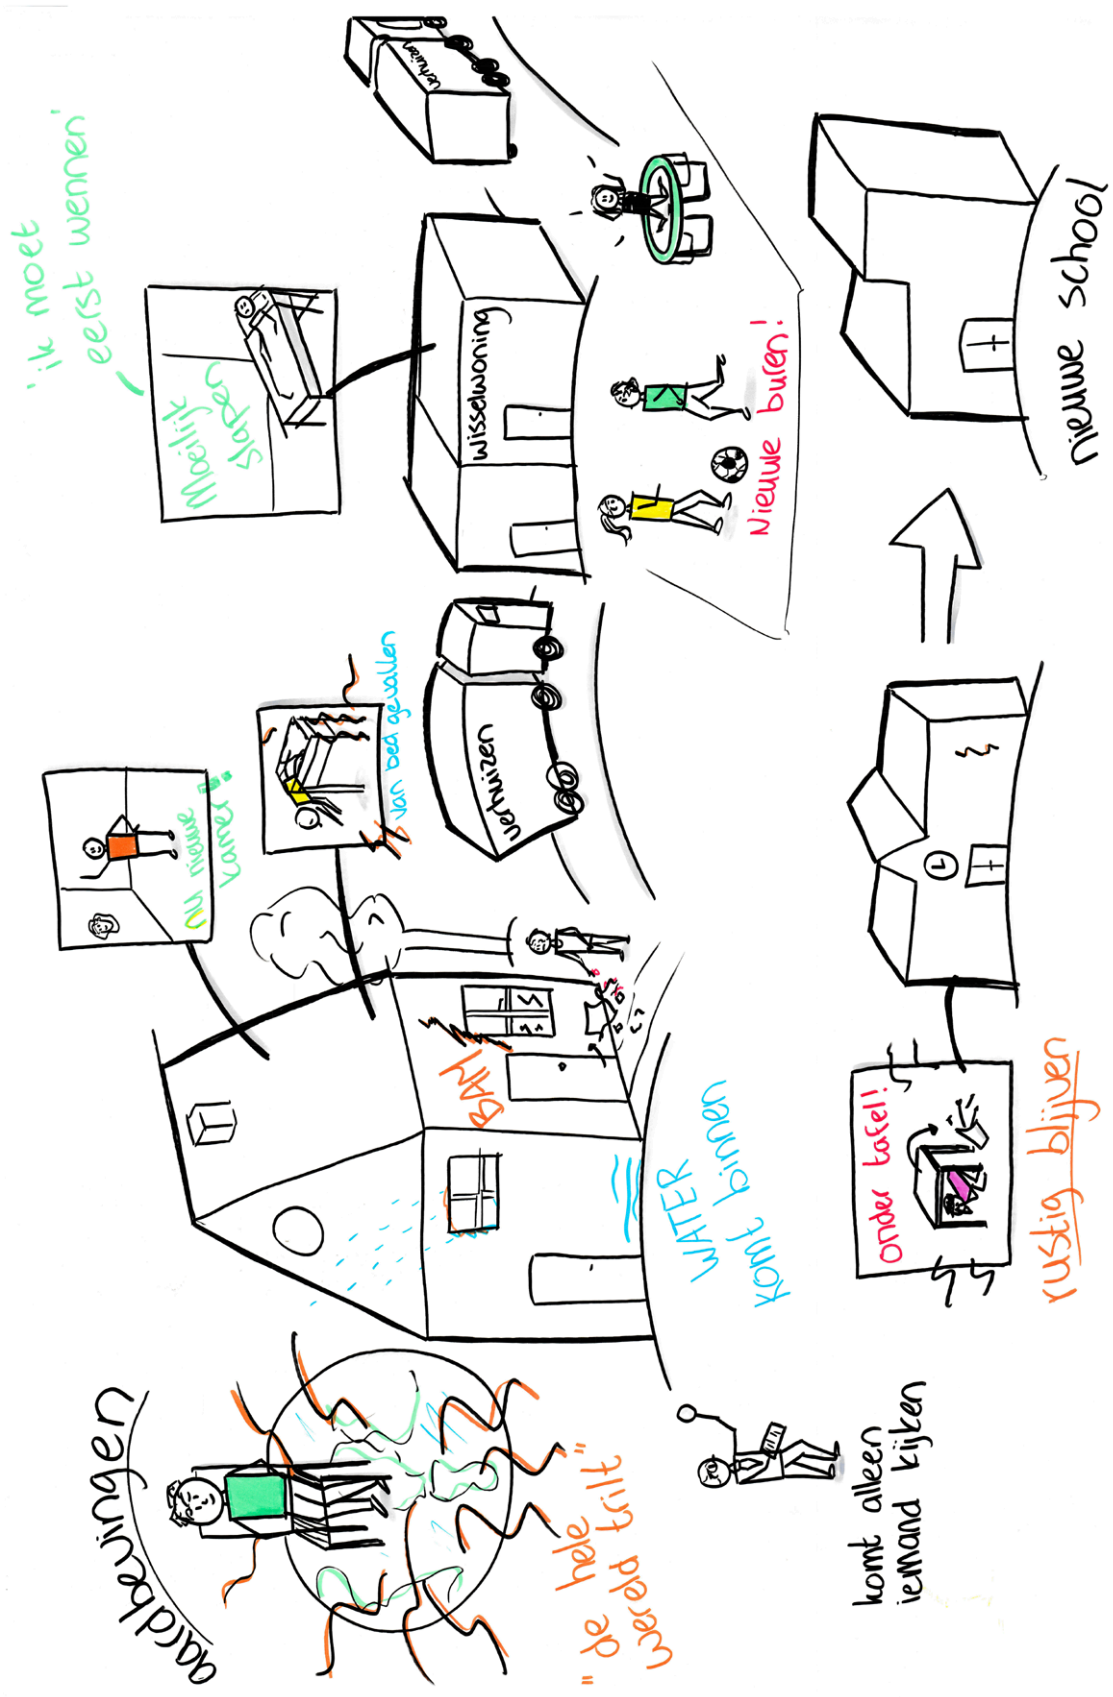 aardbevingen
"de hele
wereld trilt"
komt alleen
iemand kijken
WATER
komt binnen
BAM
nu nieuwe
kamer!!
van bed gevallen
verhuizen
onder tafel!
rustig blijven
'ik moet
eerst wennen'
Moeilijk
slapen
wisselwoning
verhuizen
Nieuwe buren!
nieuwe school